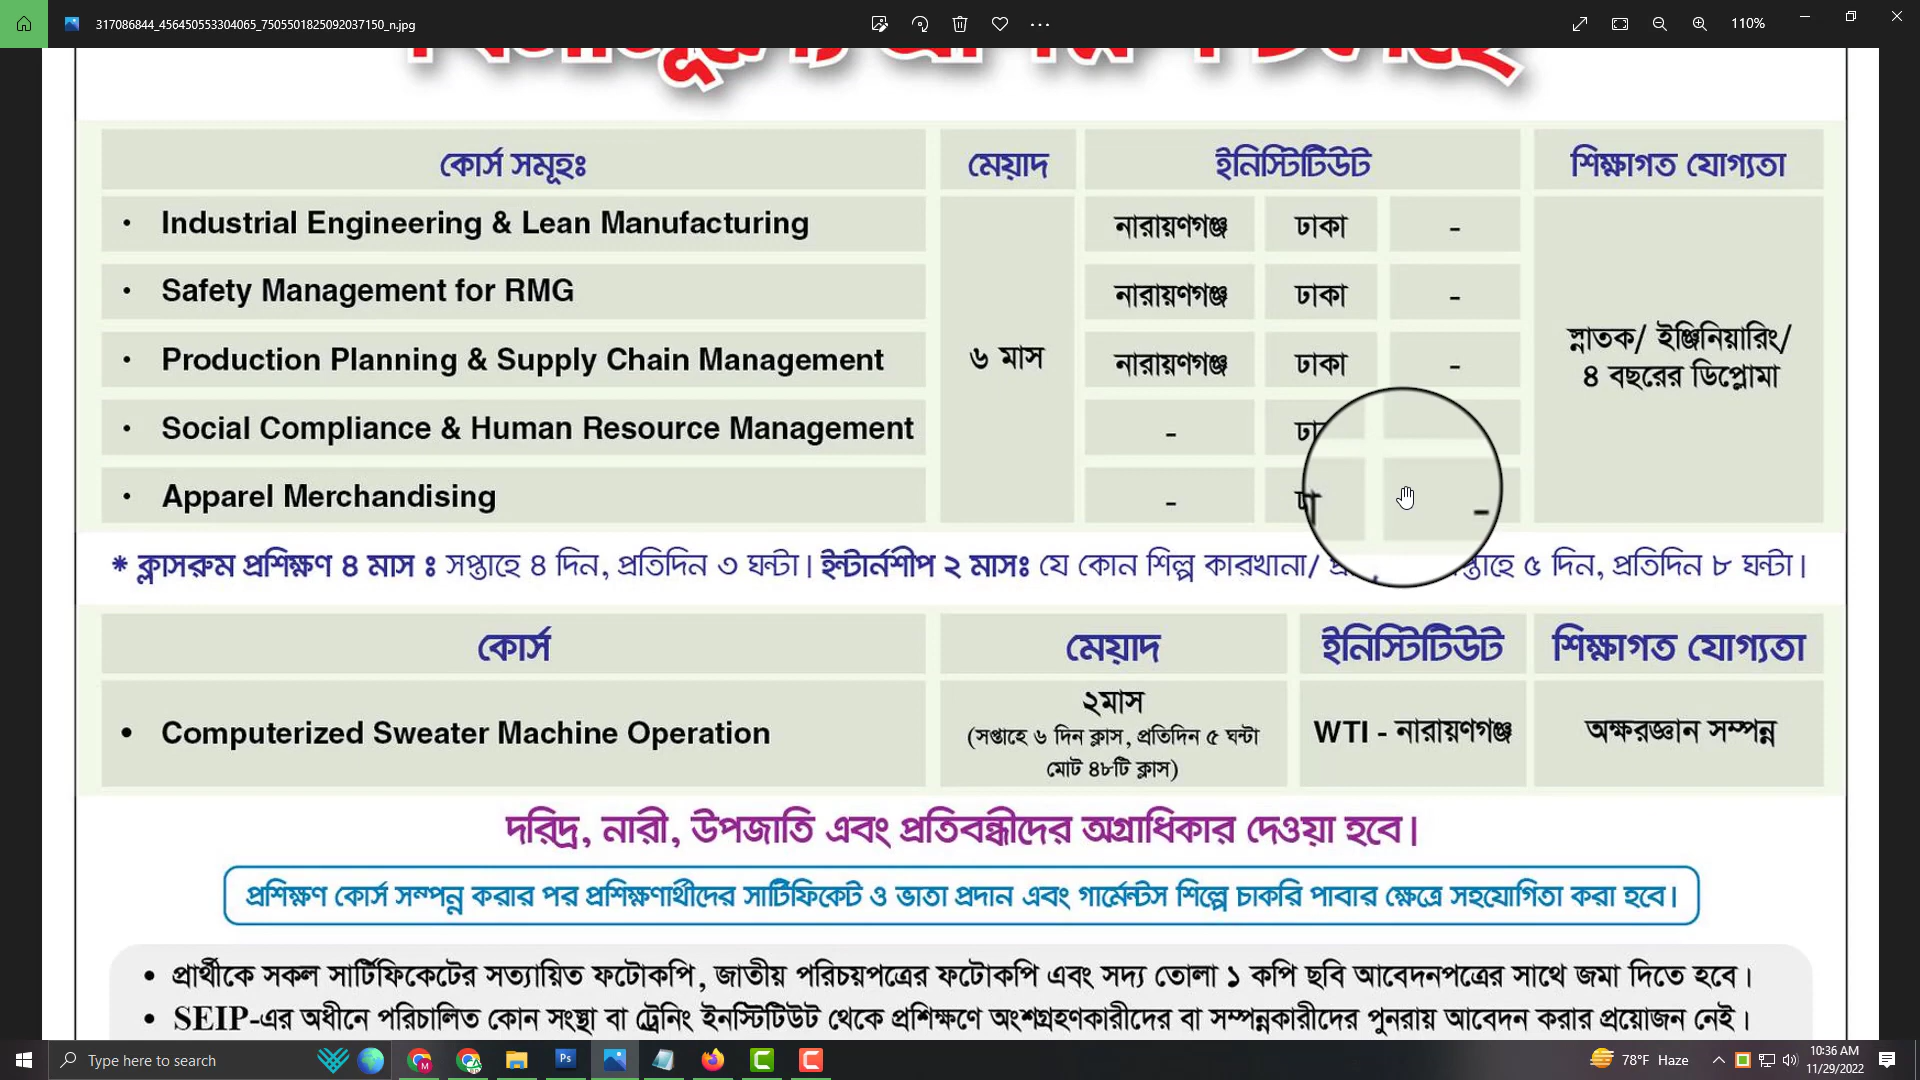 317086844_456450553304065_7505501825092037150_n.jpg
110%
কোর্স সমূহঃ মেয়াদ ইনিস্টিটিউট শিক্ষাগত যোগ্যতা
• Industrial Engineering & Lean Manufacturing নারায়ণগঞ্জ ঢাকা -
• Safety Management for RMG নারায়ণগঞ্জ ঢাকা -
• Production Planning & Supply Chain Management ৬ মাস নারায়ণগঞ্জ ঢাকা - স্নাতক/ ইঞ্জিনিয়ারিং/
৪ বছরের ডিপ্লোমা
• Social Compliance & Human Resource Management -
• Apparel Merchandising - -
* ক্লাসরুম প্রশিক্ষণ ৪ মাস ঃ সপ্তাহে ৪ দিন, প্রতিদিন ৩ ঘন্টা। ইন্টার্নশীপ ২ মাসঃ যে কোন শিল্প কারখানা/ ৫ দিন, প্রতিদিন ৮ ঘন্টা।
কোর্স মেয়াদ ইনিস্টিটিউট শিক্ষাগত যোগ্যতা
• Computerized Sweater Machine Operation ২মাস
(সপ্তাহে ৬ দিন ক্লাস, প্রতিদিন ৫ ঘন্টা
মোট ৪৮টি ক্লাস)
WTI - নারায়ণগঞ্জ অক্ষরজ্ঞান সম্পন্ন
দরিদ্র, নারী, উপজাতি এবং প্রতিবন্ধীদের অগ্রাধিকার দেওয়া হবে।
প্রশিক্ষণ কোর্স সম্পন্ন করার পর প্রশিক্ষণার্থীদের সার্টিফিকেট ও ভাতা প্রদান এবং গার্মেন্টস শিল্পে চাকরি পাবার ক্ষেত্রে সহযোগিতা করা হবে।
• প্রার্থীকে সকল সার্টিফিকেটের সত্যায়িত ফটোকপি, জাতীয় পরিচয়পত্রের ফটোকপি এবং সদ্য তোলা ১ কপি ছবি আবেদনপত্রের সাথে জমা দিতে হবে।
• SEIP-এর অধীনে পরিচালিত কোন সংস্থা বা ট্রেনিং ইনস্টিটিউট থেকে প্রশিক্ষণে অংশগ্রহণকারীদের বা সম্পন্নকারীদের পুনরায় আবেদন করার প্রয়োজন নেই।
Type here to search
78°F Haze
10:36 AM
11/29/2022